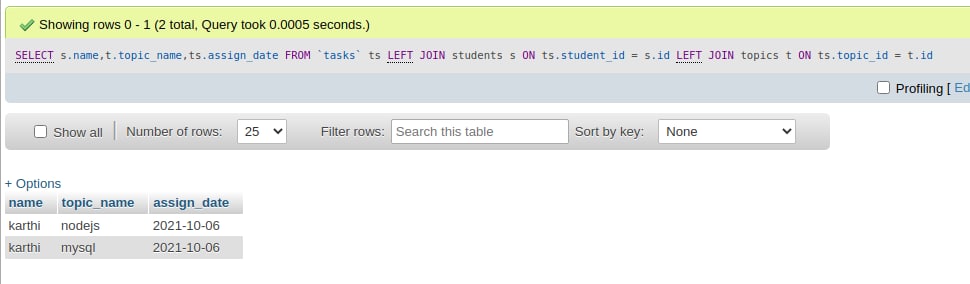 Showing rows 0 - 1 (2 total, Query took 0.0005 seconds.)
SELECT s.name,t.topic_name,ts.assign_date FROM `tasks` ts LEFT JOIN students s ON ts.student_id = s.id LEFT JOIN topics t ON ts.topic_id = t.id
Profiling [ Ed
Show all Number of rows: 25 Filter rows: Search this table Sort by key: None
+ Options
name topic_name assign_date
karthi nodejs 2021-10-06
karthi mysql 2021-10-06